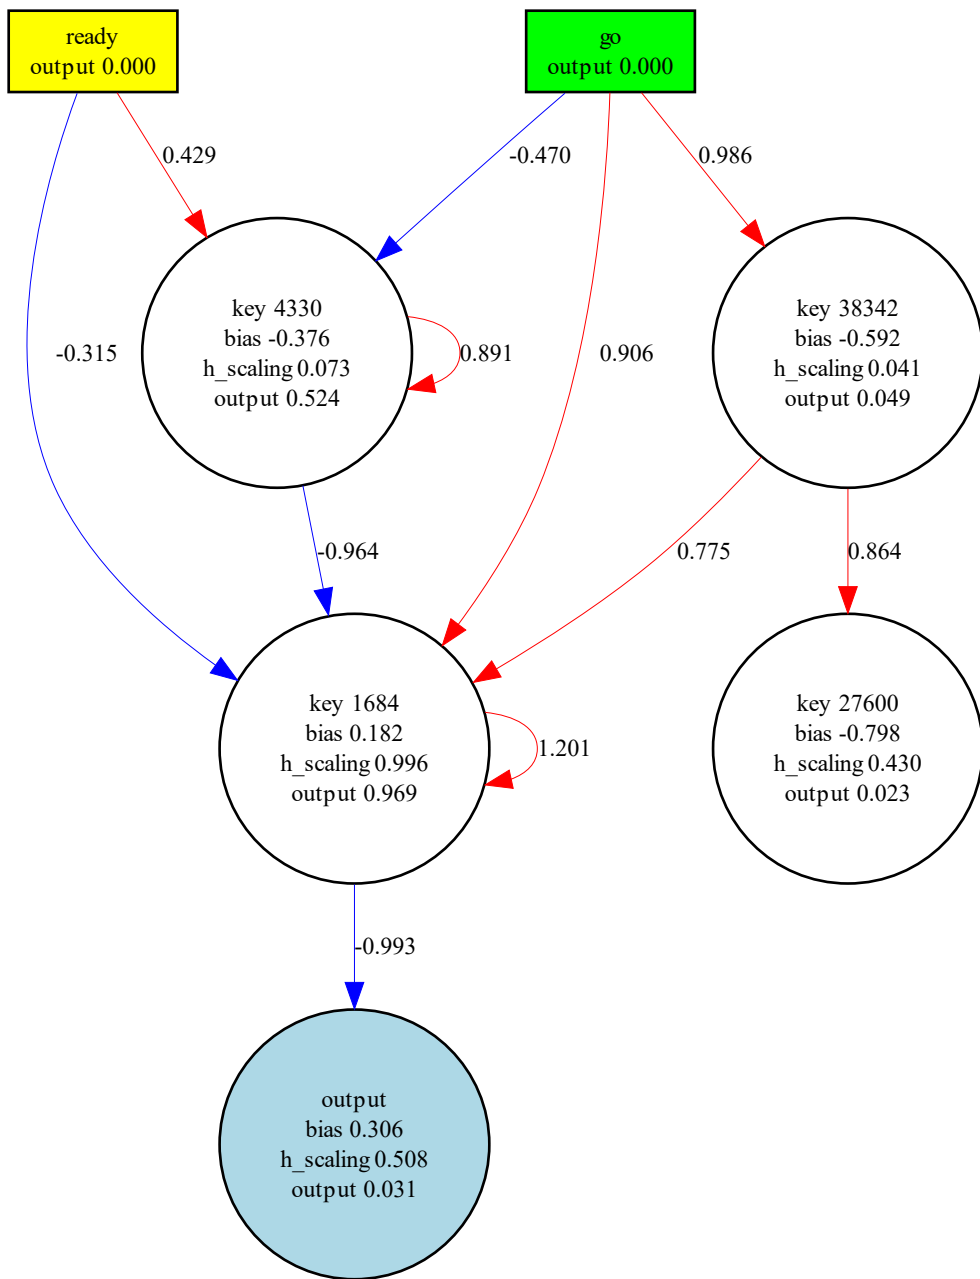 ready
output 0.000
go
output 0.000
0.429
-0.470
0.986
key 4330
bias -0.376
h_scaling 0.073
output 0.524
key 38342
bias -0.592
h_scaling 0.041
output 0.049
-0.315
0.891
0.906
-0.964
0.775
0.864
key 1684
bias 0.182
h_scaling 0.996
output 0.969
1.201
key 27600
bias -0.798
h_scaling 0.430
output 0.023
-0.993
output
bias 0.306
h_scaling 0.508
output 0.031